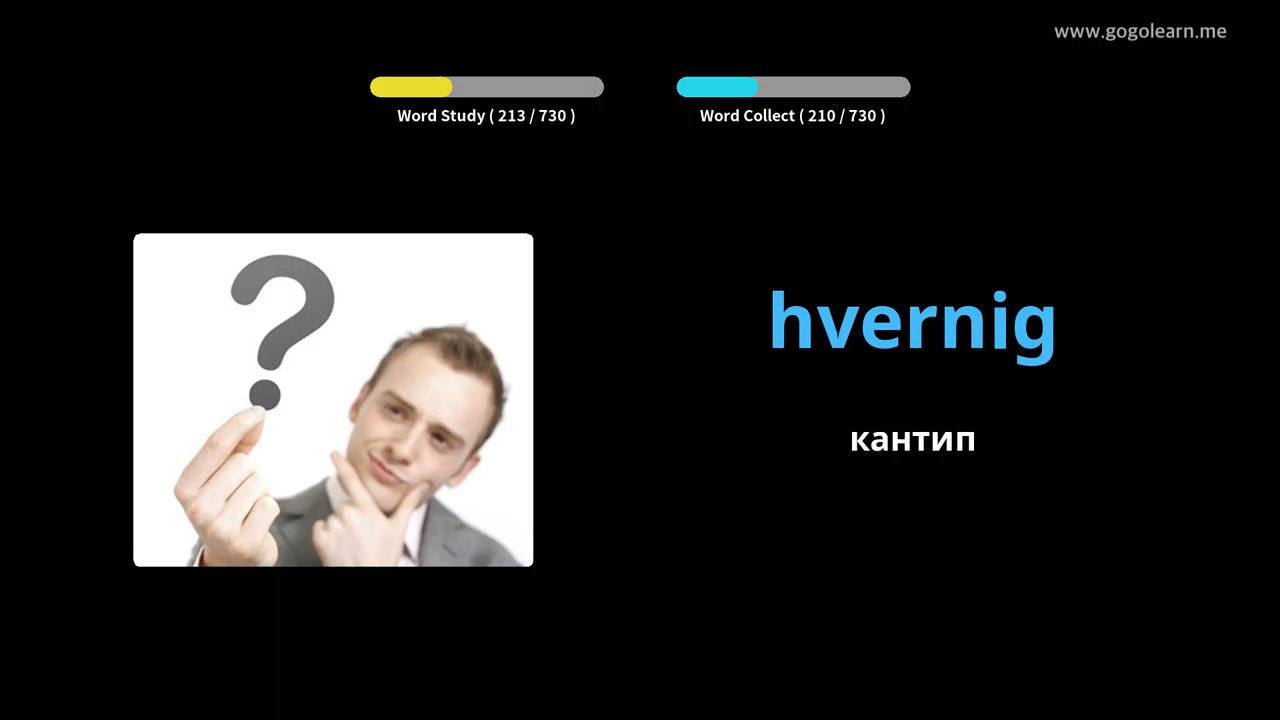 www.gogolearn.me
Word Study ( 213 / 730 )
Word Collect ( 210 / 730 )
hvernig
кантип